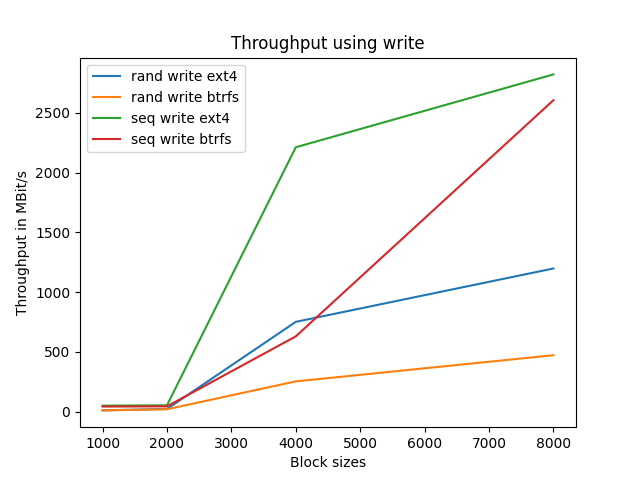 Throughput using write
rand write ext4
rand write btrfs
seq write ext4
seq write btrfs
Throughput in MBit/s
2500
2000
1500
1000
500
0
1000 2000 3000 4000 5000 6000 7000 8000
Block sizes